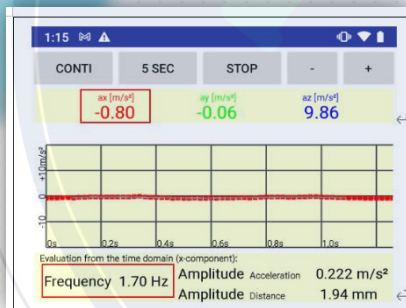 1:15
CONTI 5 SEC STOP - +
ax [m/s²] ay [m/s²] az [m/s²]
-0.80 -0.06 9.86
+10m/s²
0
-10
0s 0.2s 0.4s 0.6s 0.8s 1.0s
Evaluation from the time domain (x-component):
Frequency 1.70 Hz Amplitude Acceleration 0.222 m/s²
Amplitude Distance 1.94 mm